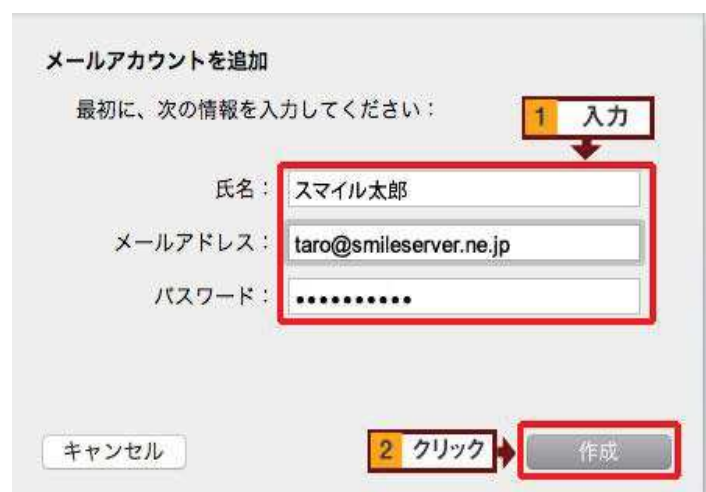 メールアカウントを追加
最初に、次の情報を入力してください：
1 入力
氏名： スマイル太郎
メールアドレス： taro@smileserver.ne.jp
パスワード： ••••••••••
キャンセル
2 クリック
作成